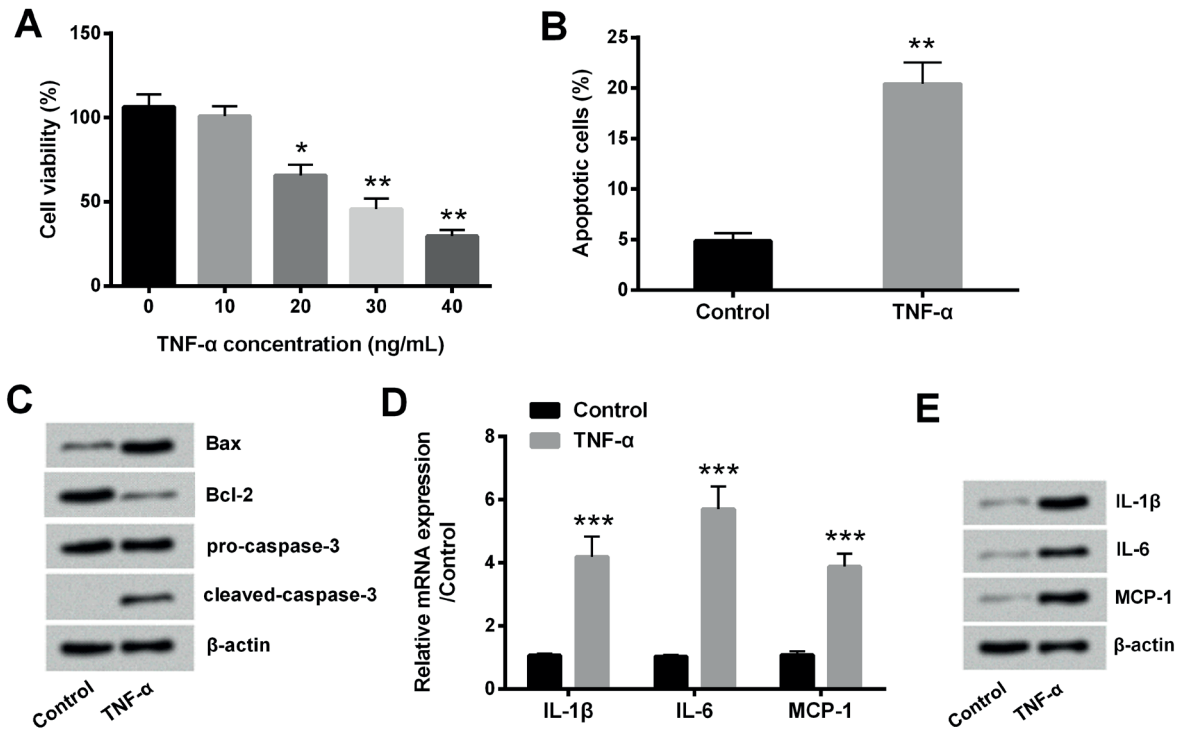 A
150
100
50
0
Cell viability (%)
*
**
**
0 10 20 30 40
TNF-α concentration (ng/mL)
B
25
20
15
10
5
0
Apoptotic cells (%)
**
Control TNF-α
C
Bax
Bcl-2
pro-caspase-3
cleaved-caspase-3
β-actin
Control TNF-α
D
Control
TNF-α
8
6
4
2
0
Relative mRNA expression
/Control
***
***
***
IL-1β IL-6 MCP-1
E
IL-1β
IL-6
MCP-1
β-actin
Control TNF-α